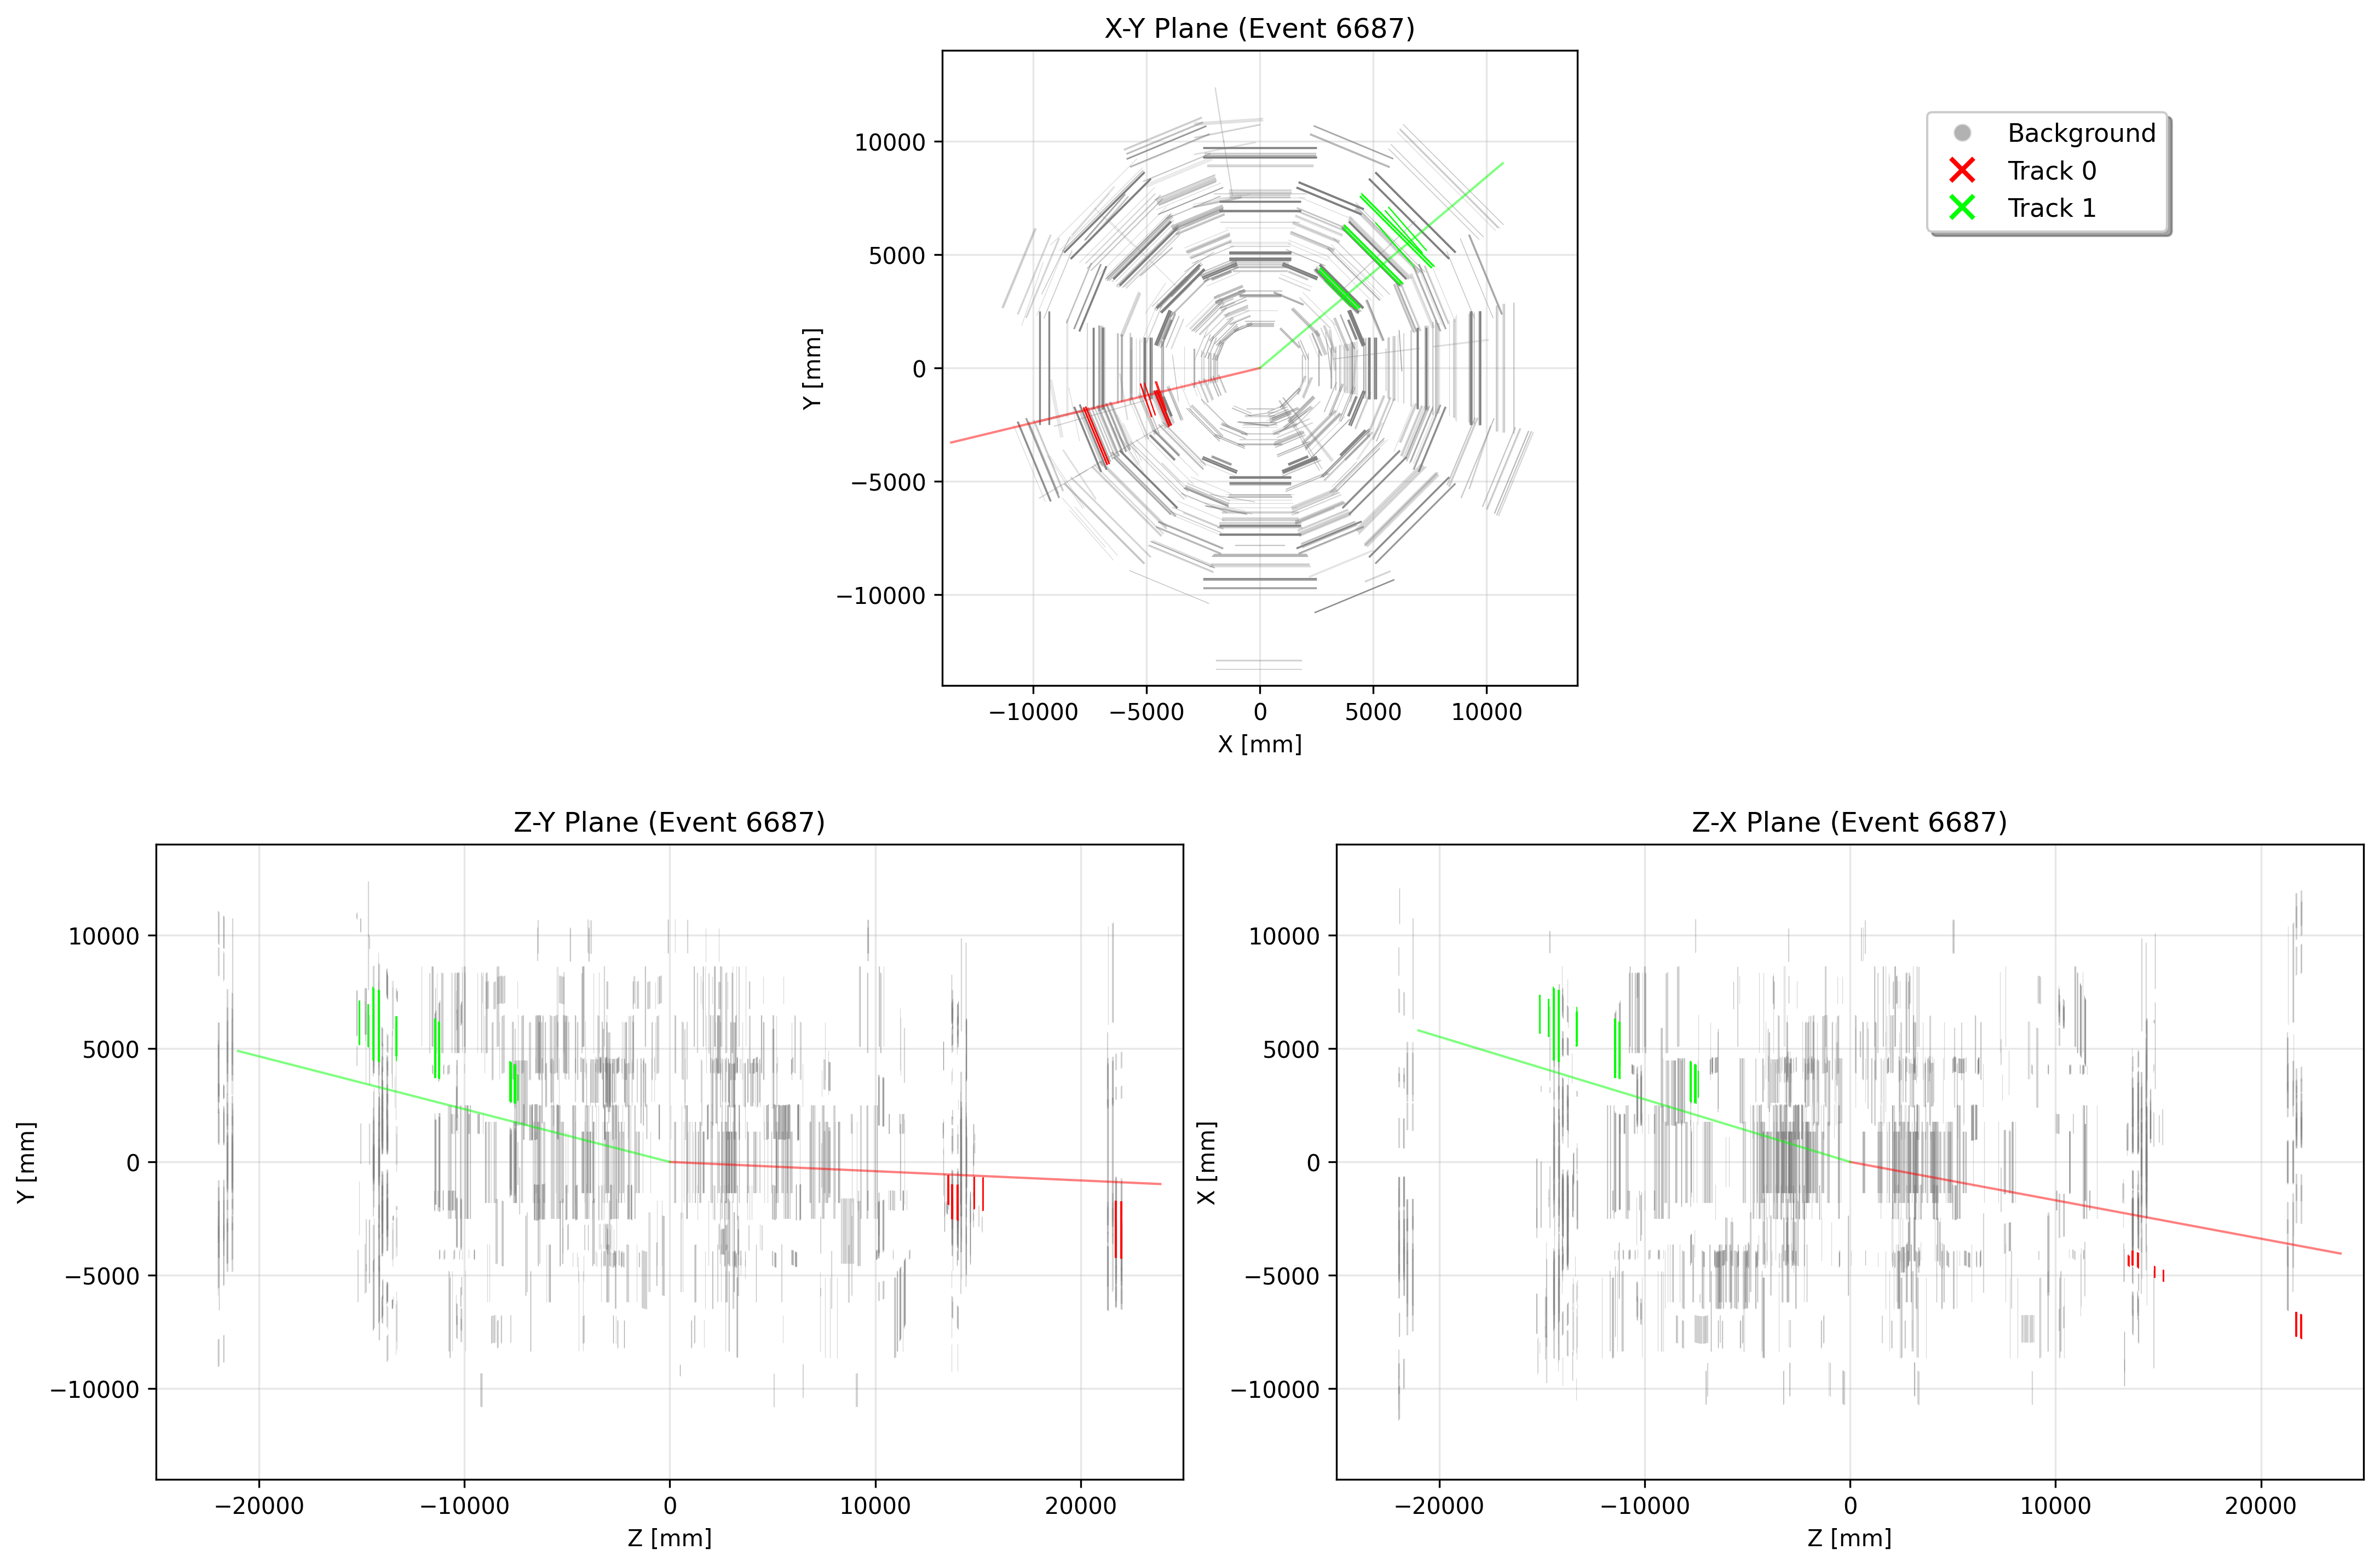 X-Y Plane (Event 6687)
Background
Track 0
Track 1
10000
5000
0
−5000
−10000
Y [mm]
−10000 −5000 0 5000 10000
X [mm]
Z-Y Plane (Event 6687)
10000
5000
0
−5000
−10000
Y [mm]
−20000 −10000 0 10000 20000
Z [mm]
Z-X Plane (Event 6687)
10000
5000
0
−5000
−10000
X [mm]
−20000 −10000 0 10000 20000
Z [mm]